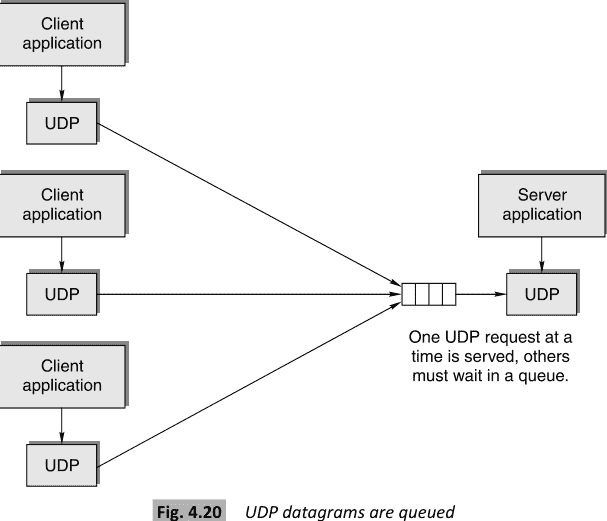 Client
application
UDP
Client
application
UDP
Client
application
UDP
Server
application
UDP
One UDP request at a
time is served, others
must wait in a queue.
Fig. 4.20 UDP datagrams are queued